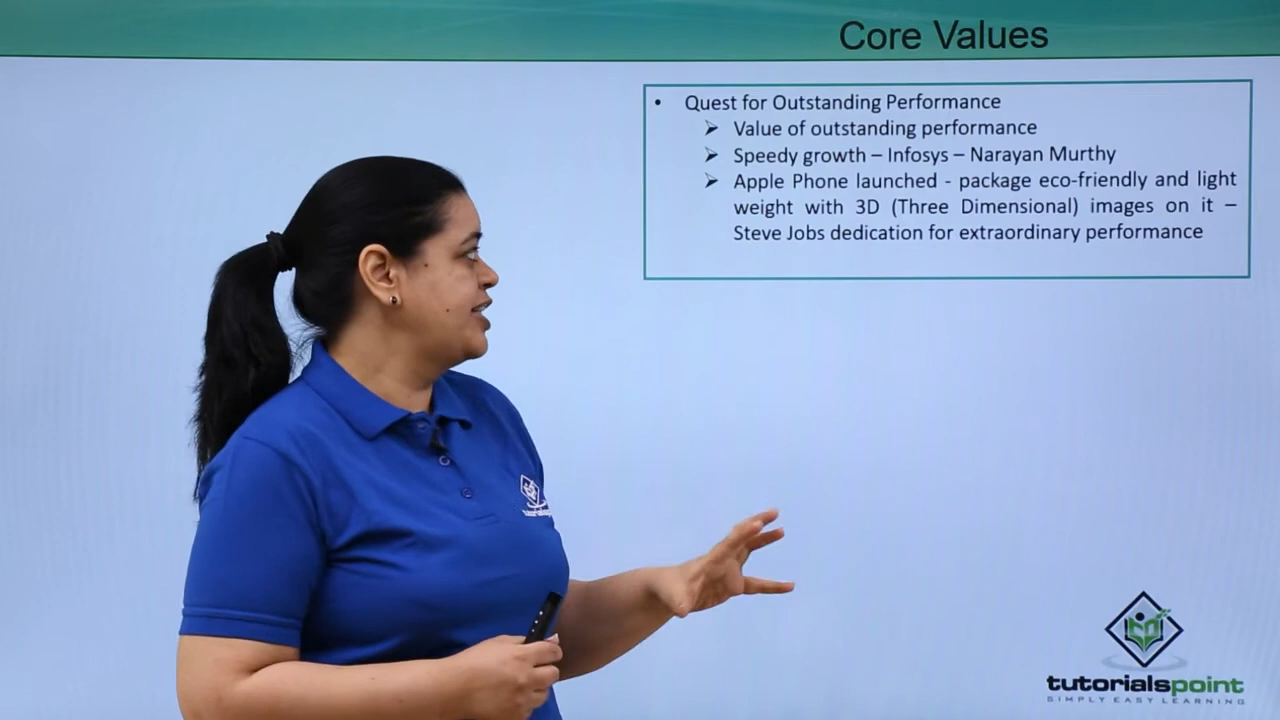 Core Values
• Quest for Outstanding Performance
➢ Value of outstanding performance
➢ Speedy growth – Infosys – Narayan Murthy
➢ Apple Phone launched - package eco-friendly and light
weight with 3D (Three Dimensional) images on it –
Steve Jobs dedication for extraordinary performance
tutorialspoint
SIMPLY EASY LEARNING